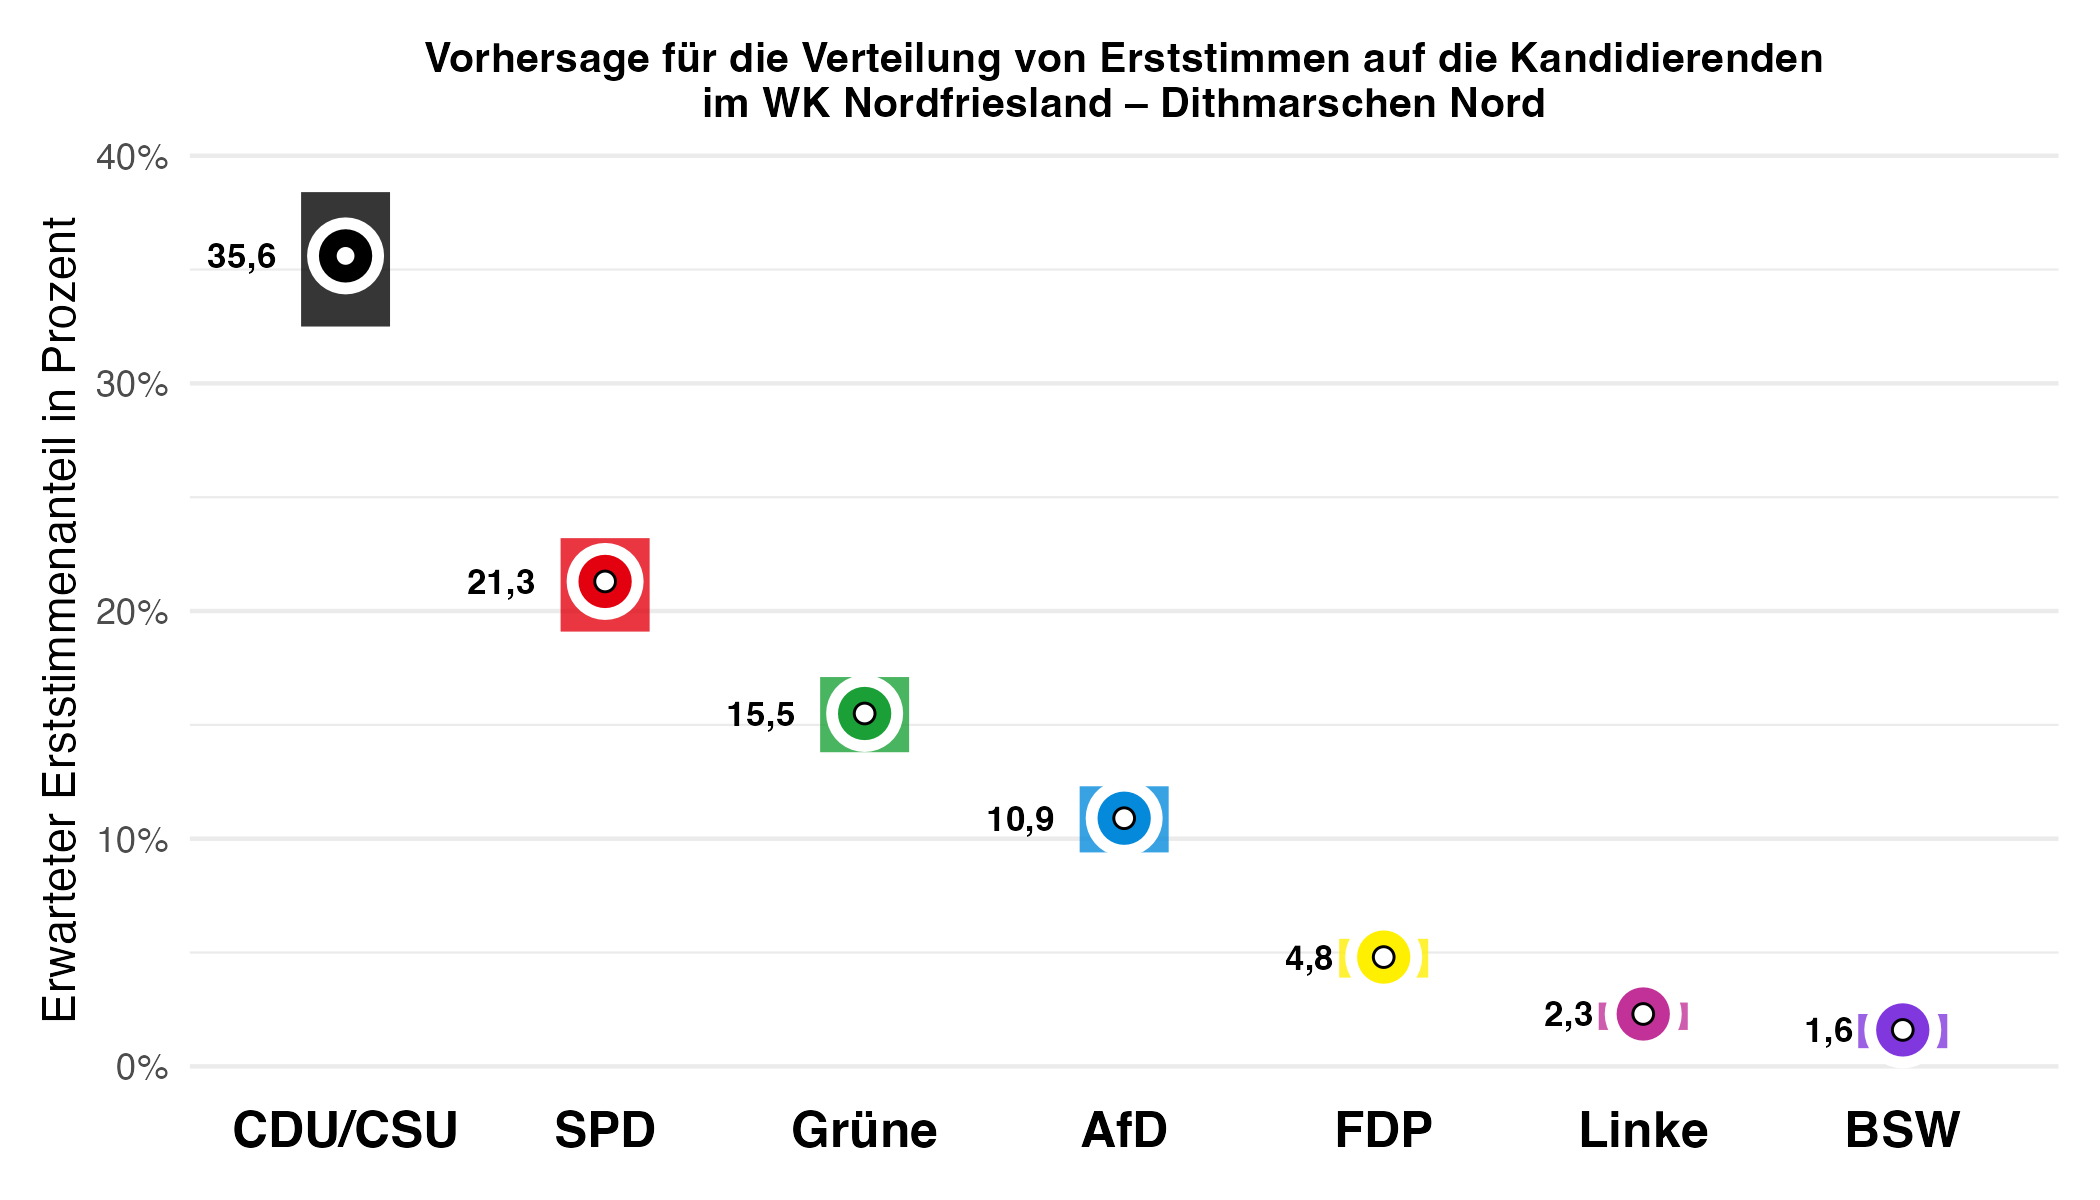 Vorhersage für die Verteilung von Erststimmen auf die Kandidierenden
im WK Nordfriesland – Dithmarschen Nord
Erwarteter Erststimmenanteil in Prozent
40%
30%
20%
10%
0%
35,6
21,3
15,5
10,9
4,8
2,3
1,6
CDU/CSU
SPD
Grüne
AfD
FDP
Linke
BSW